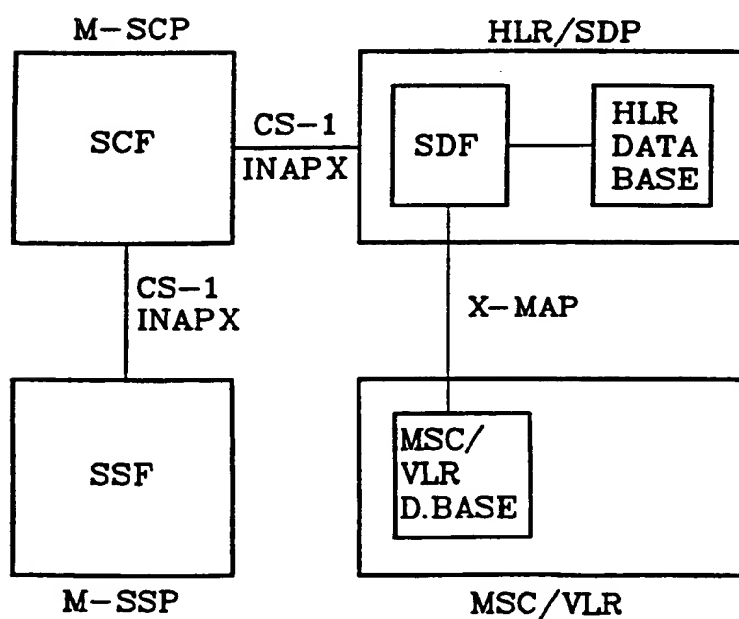 M-SCP
HLR/SDP
SCF
CS-1
INAPX
SDF
HLR
DATA
BASE
CS-1
INAPX
X-MAP
SSF
MSC/
VLR
D.BASE
M-SSP
MSC/VLR